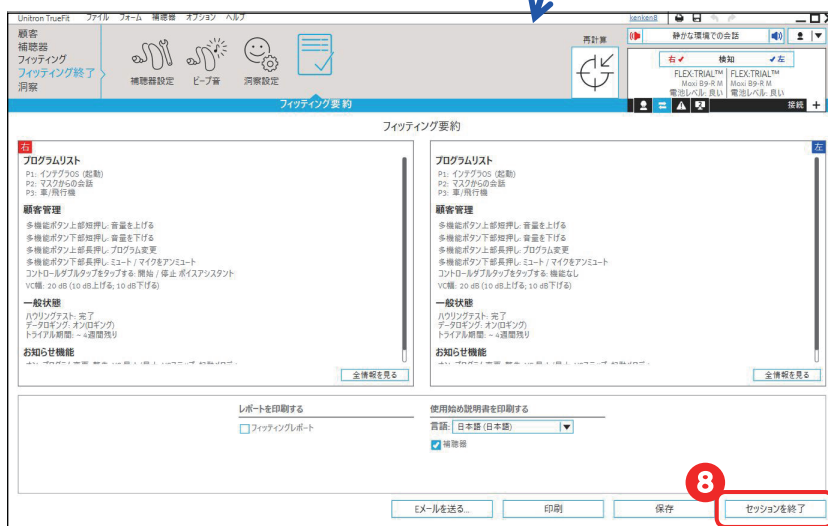 Unitron TrueFit ファイル フォーム 補聴器 オプション ヘルプ
kenken8
顧客
補聴器
フィッティング
フィッティング終了
洞察
補聴器設定
ビープ音
洞察設定
再計算
静かな環境での会話
右 検知 左
FLEX:TRIAL™ FLEX:TRIAL™
Moxi B9-R M Moxi B9-R M
電池レベル: 良い 電池レベル: 良い
接続 +
フィッティング要約
フィッティング要約
右
プログラムリスト
P1: インテグラOS (起動)
P2: マスクからの会話
P3: 車/飛行機
顧客管理
多機能ボタン上部短押し: 音量を上げる
多機能ボタン下部短押し: 音量を下げる
多機能ボタン上部長押し: プログラム変更
多機能ボタン下部長押し: ミュート / マイクをアンミュート
コントロールダブルタップをタップする: 開始 / 停止 ボイスアシスタント
VC幅: 20 dB (10 dB上げる; 10 dB下げる)
一般状態
ハウリングテスト: 完了
データロギング: オン(ロギング)
トライアル期間: ~ 4週間残り
お知らせ機能
全情報を見る
左
プログラムリスト
P1: インテグラOS (起動)
P2: マスクからの会話
P3: 車/飛行機
顧客管理
多機能ボタン上部短押し: 音量を上げる
多機能ボタン下部短押し: 音量を下げる
多機能ボタン上部長押し: プログラム変更
多機能ボタン下部長押し: ミュート / マイクをアンミュート
コントロールダブルタップをタップする: 機能なし
VC幅: 20 dB (10 dB上げる; 10 dB下げる)
一般状態
ハウリングテスト: 完了
データロギング: オン(ロギング)
トライアル期間: ~ 4週間残り
お知らせ機能
全情報を見る
レポートを印刷する
フィッティングレポート
使用始め説明書を印刷する
言語: 日本語 (日本語)
補聴器
8
Eメールを送る...
印刷
保存
セッションを終了